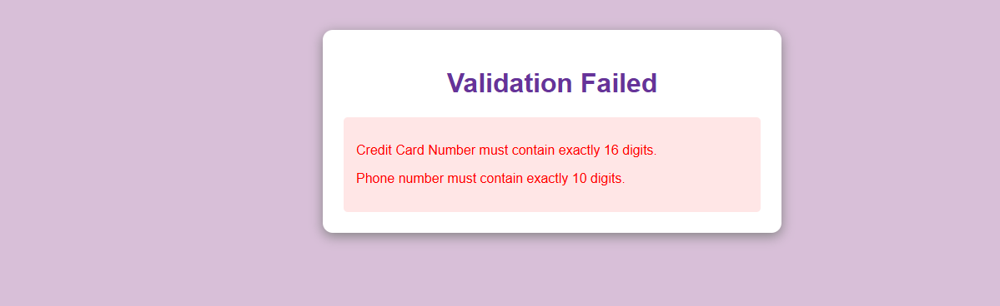 Validation Failed
Credit Card Number must contain exactly 16 digits.
Phone number must contain exactly 10 digits.